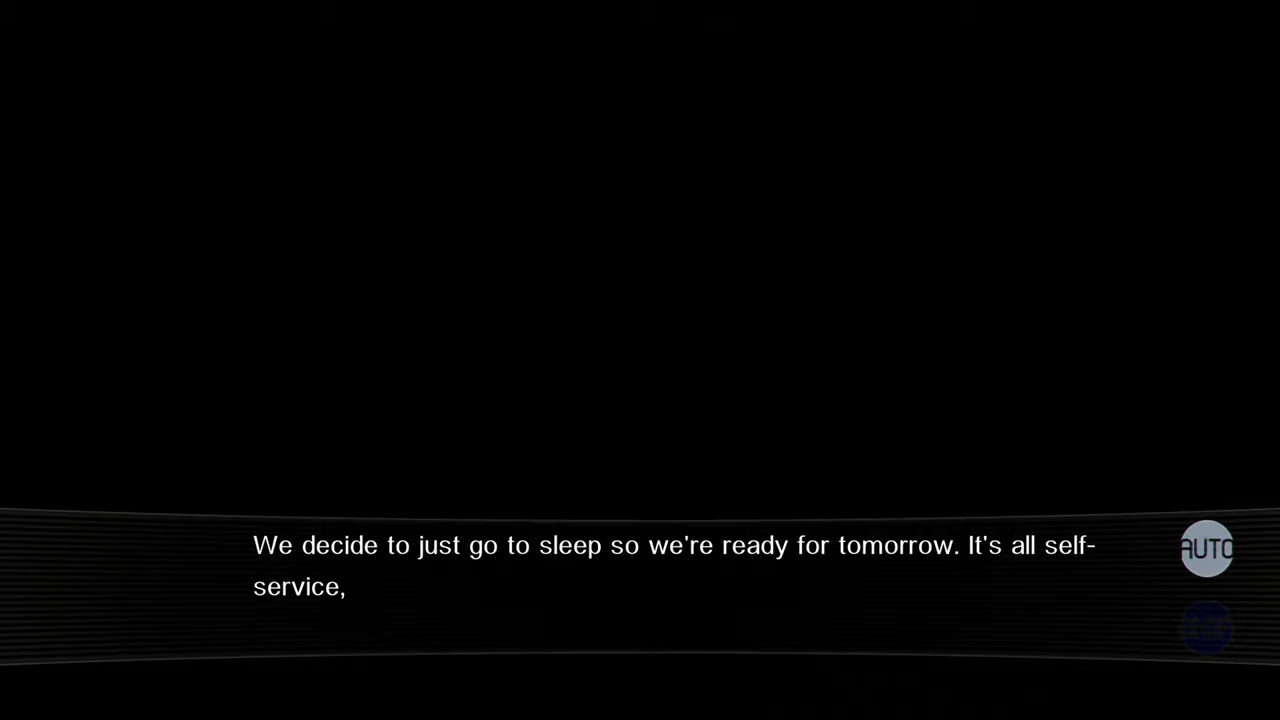 We decide to just go to sleep so we're ready for tomorrow. It's all self-
service,
AUTO